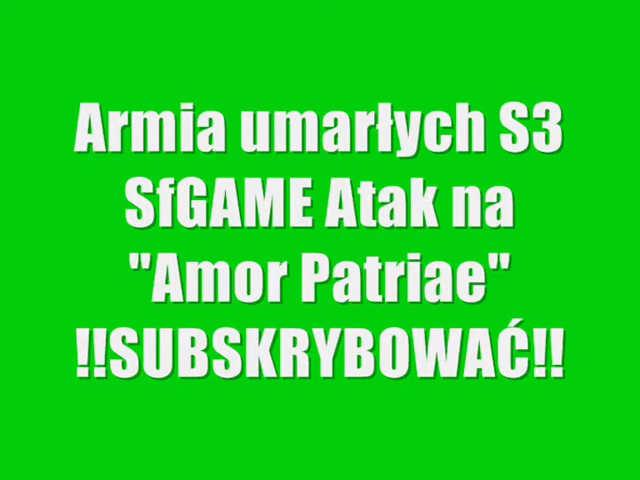 Armia umarłych S3
SfGAME Atak na
"Amor Patriae"
!!SUBSKRYBOWAĆ!!